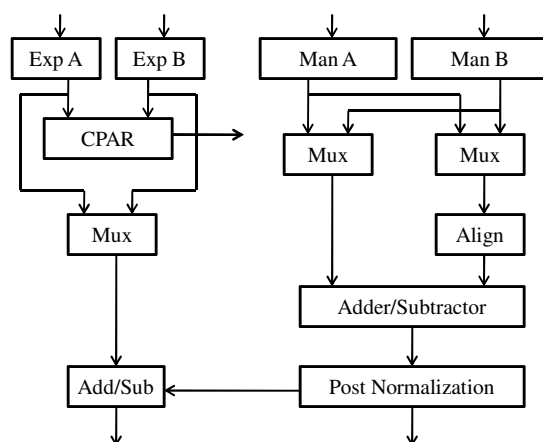 Exp A
Exp B
Man A
Man B
CPAR
Mux
Mux
Mux
Align
Adder/Subtractor
Add/Sub
Post Normalization